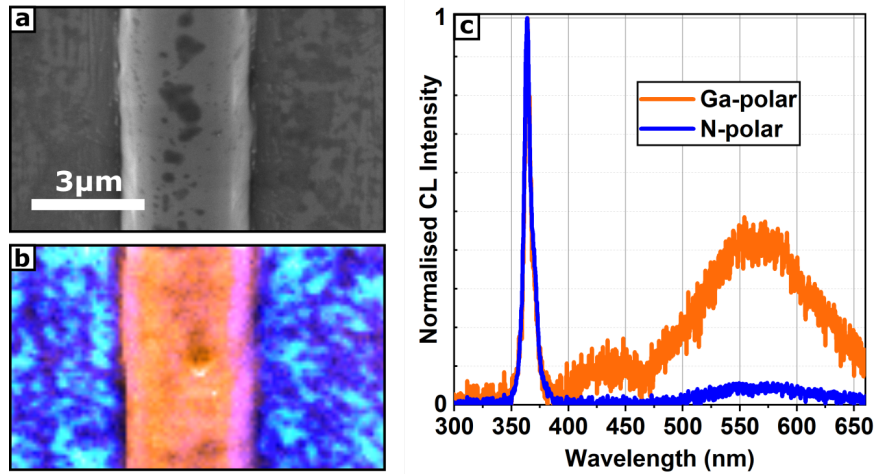 a
3µm
b
c
Ga-polar
N-polar
Normalised CL Intensity
1
0
300 350 400 450 500 550 600 650
Wavelength (nm)